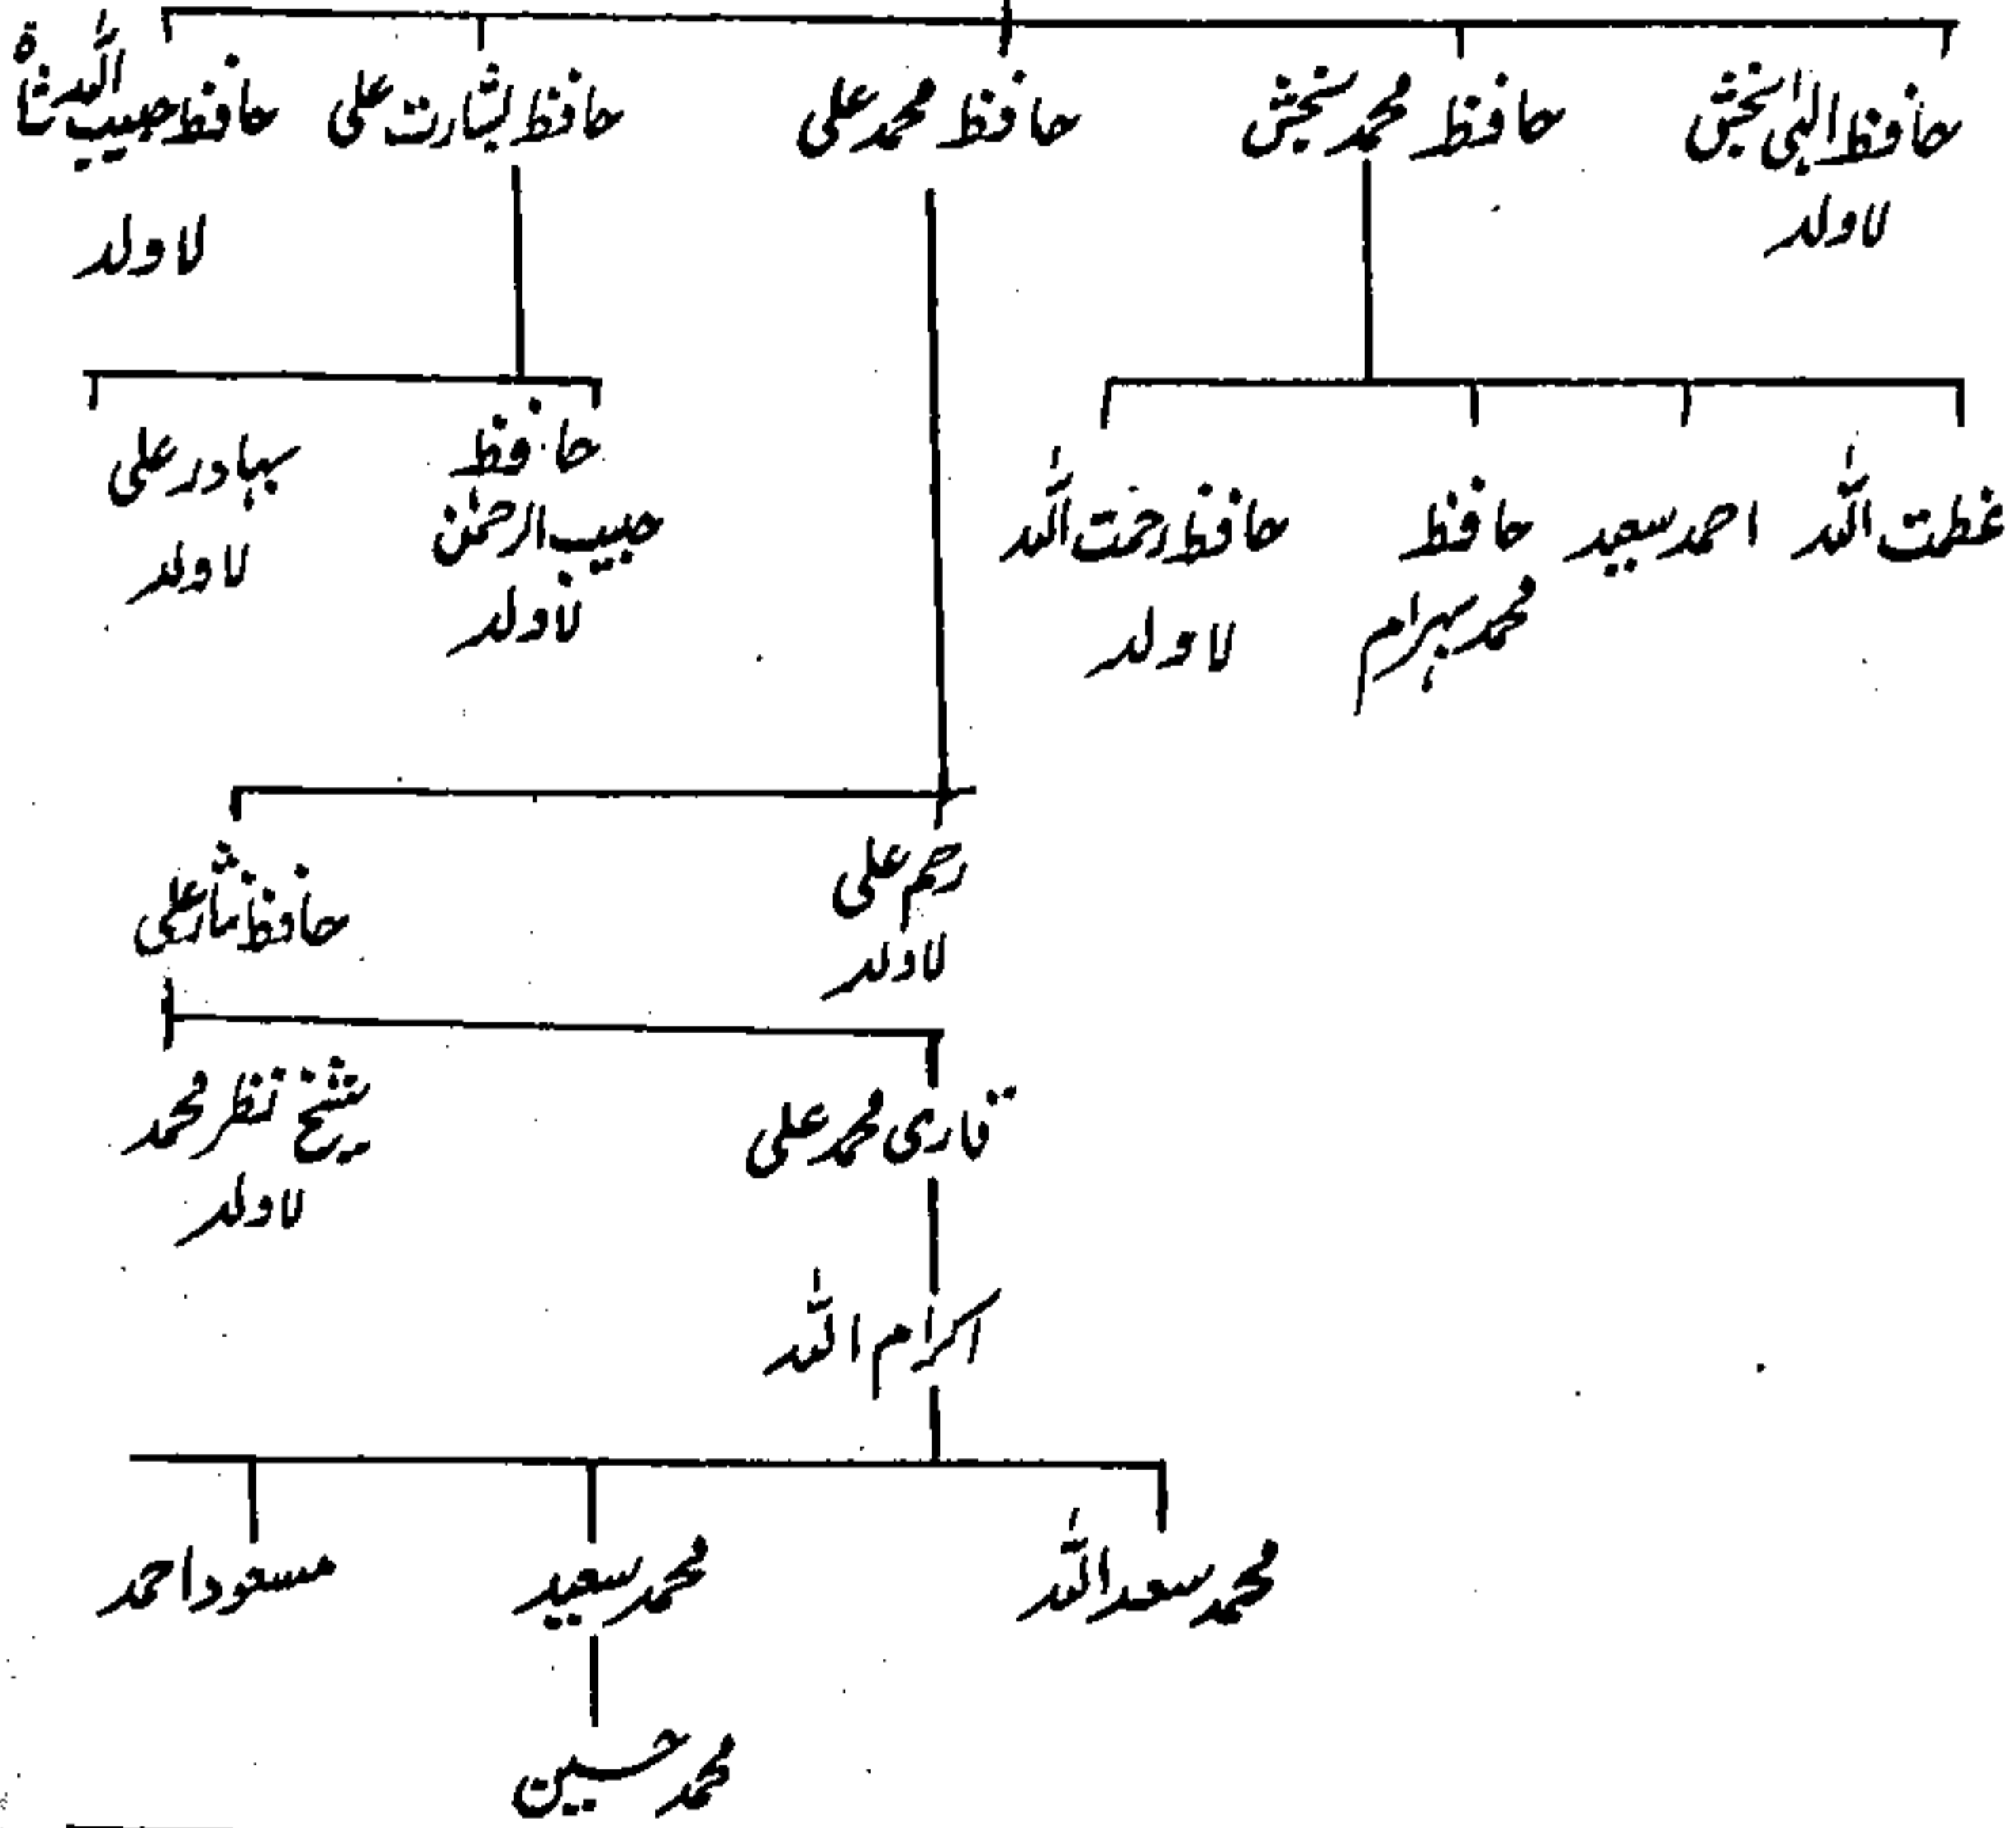 حافظ الٰہی بخش
لاولد
حافظ محمد بخش
حافظ محمد علی
حافظ بشارت علی
حافظ حبیب اللہ شاہ
لاولد
عظمت اللہ
احمد سعید
حافظ
محمد بہرام
حافظ رحمت اللہ
لاولد
حافظ
حبیب الرحمٰن
لاولد
بہادر علی
لاولد
رحم علی
لاولد
حافظ نثار علی
قاری محمد علی
شیخ نظر محمد
لاولد
اکرام اللہ
محمد سعد اللہ
محمد سعید
مسعود احمد
محمد حسین